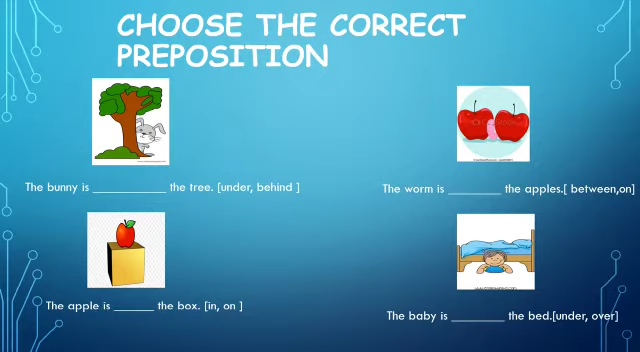 CHOOSE THE CORRECT
PREPOSITION
The bunny is ____________ the tree. [under, behind ]
The worm is ________ the apples.[ between,on]
The apple is ______ the box. [in, on ]
The baby is ________ the bed.[under, over]